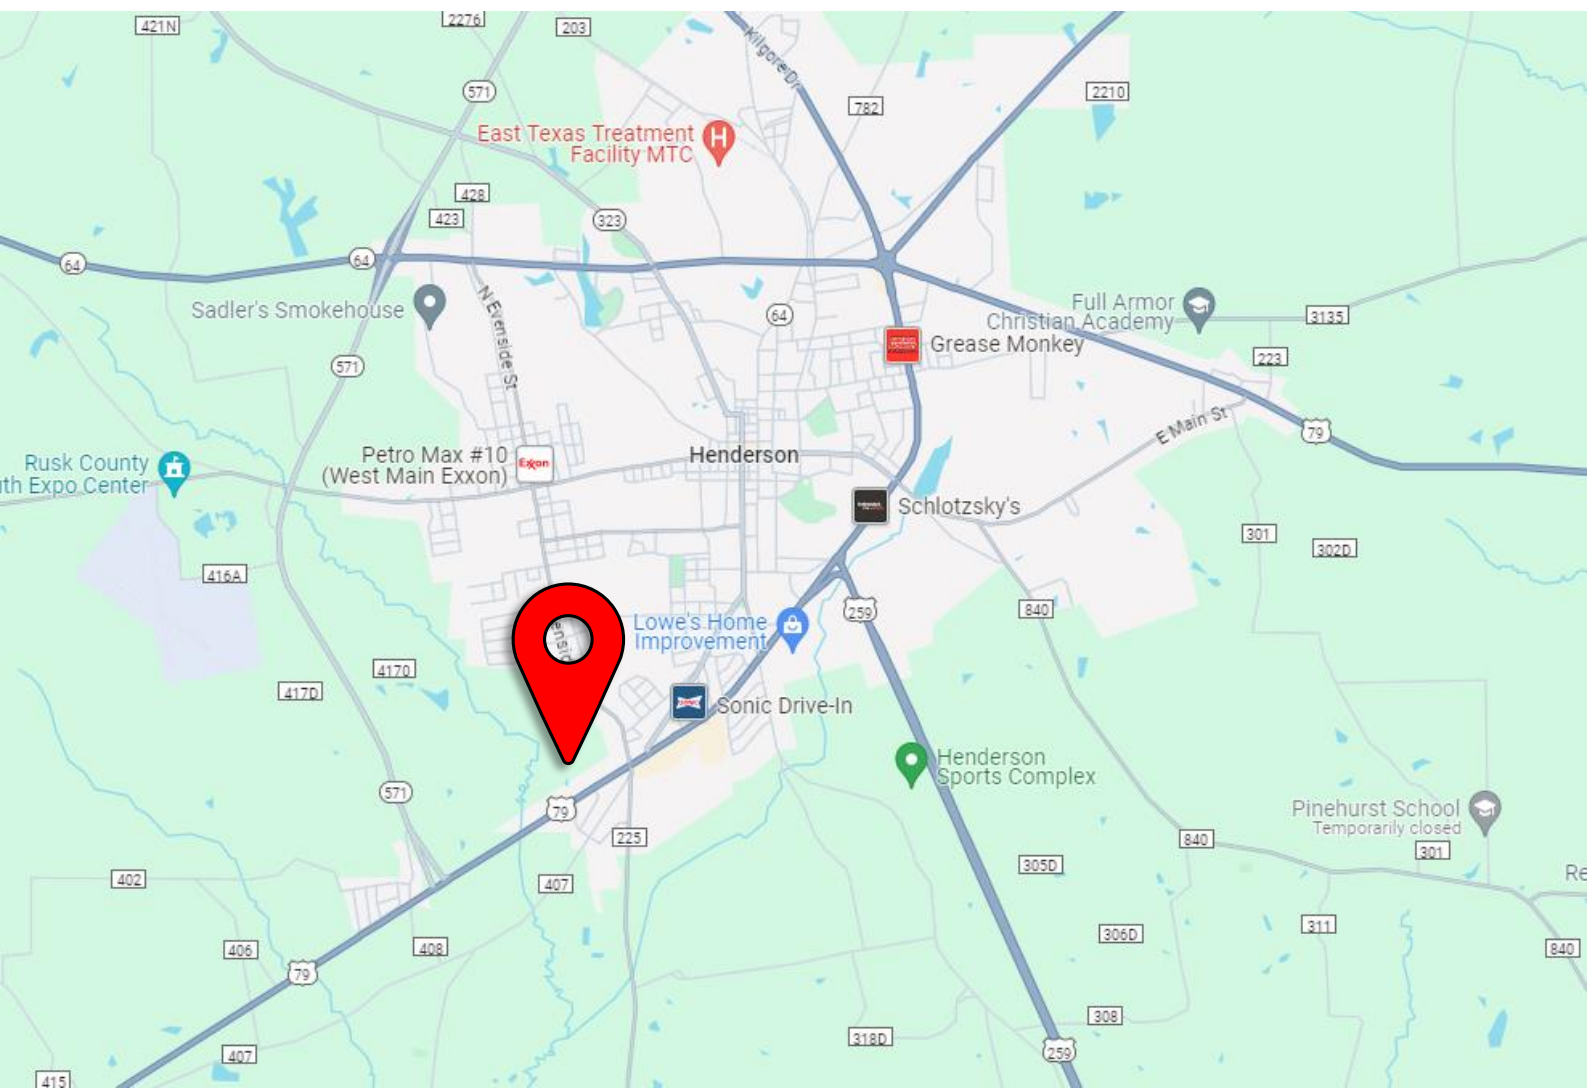 421N
2276
203
Kilgore Dr
571
782
2210
East Texas Treatment
Facility MTC
428
423
323
64
64
Sadler's Smokehouse
N Evenside St
64
Full Armor
Christian Academy
3135
Grease Monkey
223
571
E Main St
79
Petro Max #10
(West Main Exxon)
Exxon
Henderson
Rusk County
uth Expo Center
Schlotzsky's
301
302D
416A
259
840
Lowe's Home
Improvement
enside
417D
4170
SONIC
Sonic Drive-In
Henderson
Sports Complex
571
79
225
Pinehurst School
Temporarily closed
301
840
402
407
305D
Re
406
408
306D
311
840
79
308
318D
259
407
415